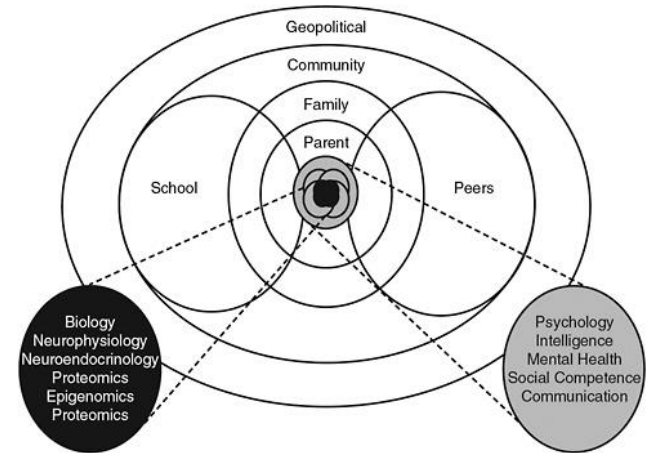 Geopolitical
Community
Family
Parent
School
Peers
Biology
Neurophysiology
Neuroendocrinology
Proteomics
Epigenomics
Proteomics
Psychology
Intelligence
Mental Health
Social Competence
Communication